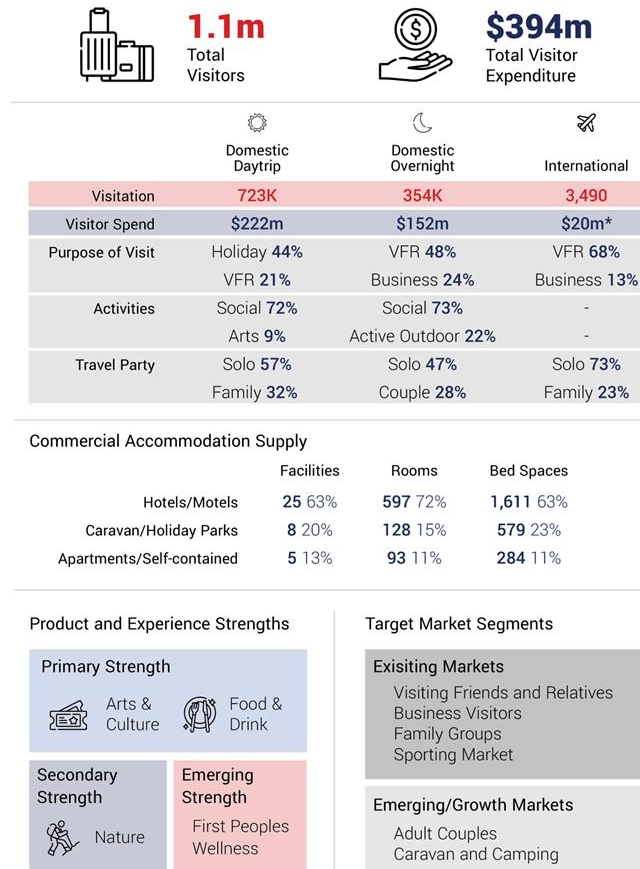 1.1m
Total
Visitors
$394m
Total Visitor
Expenditure
Domestic
Daytrip
Domestic
Overnight
International
Visitation 723K 354K 3,490
Visitor Spend $222m $152m $20m*
Purpose of Visit Holiday 44% VFR 48% VFR 68%
VFR 21% Business 24% Business 13%
Activities Social 72% Social 73% -
Arts 9% Active Outdoor 22% -
Travel Party Solo 57% Solo 47% Solo 73%
Family 32% Couple 28% Family 23%
Commercial Accommodation Supply
Facilities Rooms Bed Spaces
Hotels/Motels 25 63% 597 72% 1,611 63%
Caravan/Holiday Parks 8 20% 128 15% 579 23%
Apartments/Self-contained 5 13% 93 11% 284 11%
Product and Experience Strengths
Primary Strength
Arts &
Culture
Food &
Drink
Secondary
Strength
Nature
Emerging
Strength
First Peoples
Wellness
Target Market Segments
Exisiting Markets
Visiting Friends and Relatives
Business Visitors
Family Groups
Sporting Market
Emerging/Growth Markets
Adult Couples
Caravan and Camping